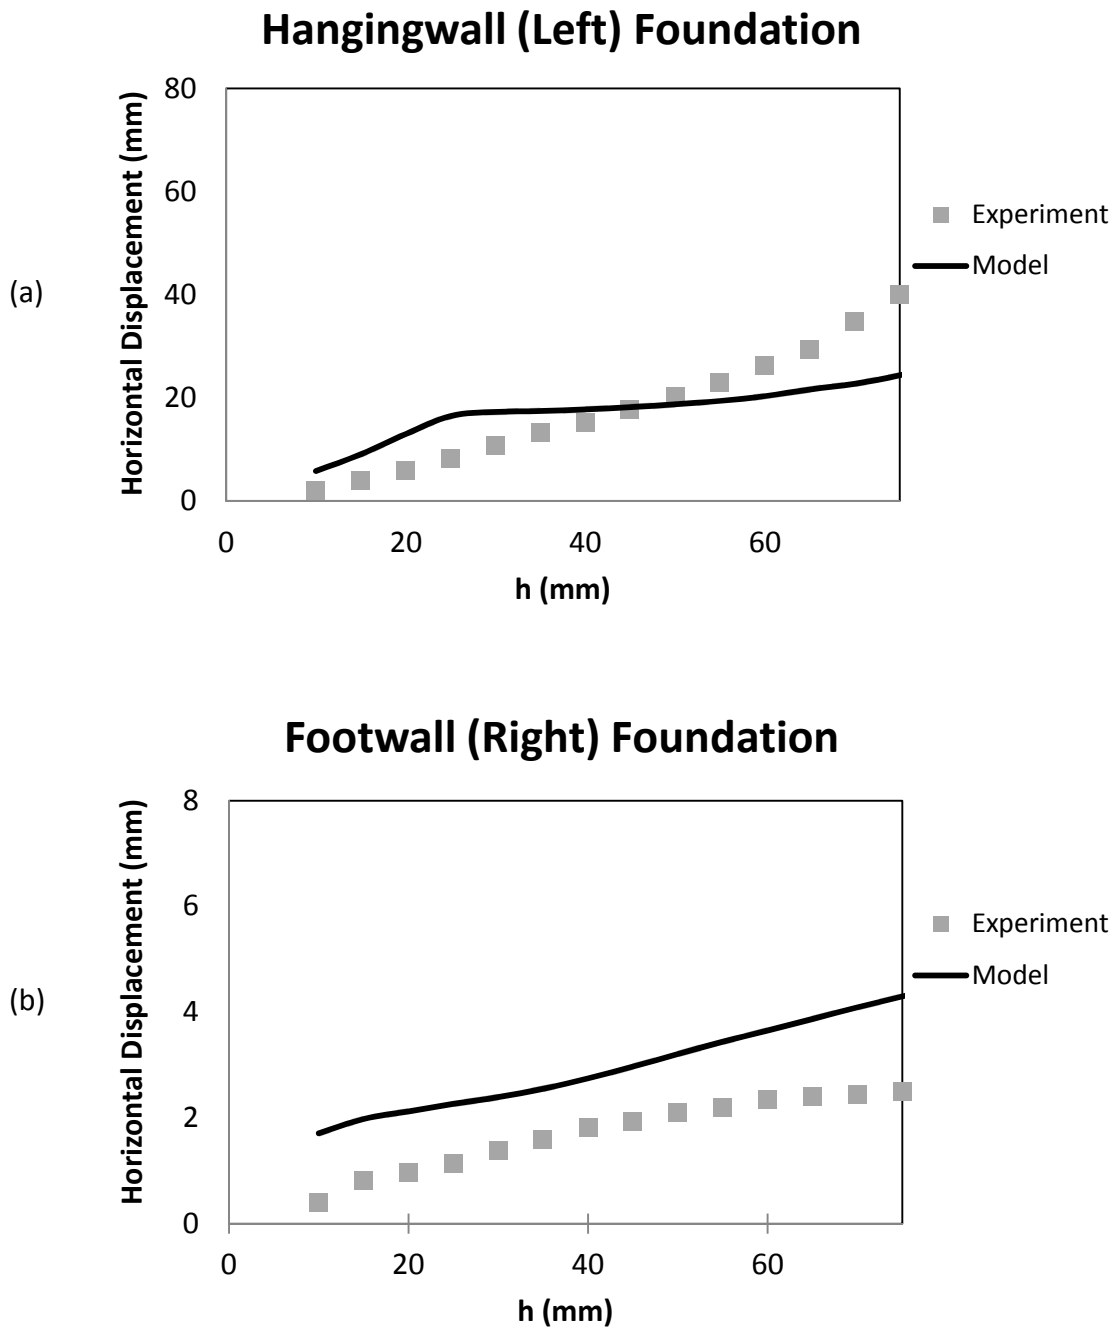 Hangingwall (Left) Foundation
(a)
Horizontal Displacement (mm)
80
60
40
20
0
0 20 40 60
h (mm)
Experiment
Model
Footwall (Right) Foundation
(b)
Horizontal Displacement (mm)
8
6
4
2
0
0 20 40 60
h (mm)
Experiment
Model